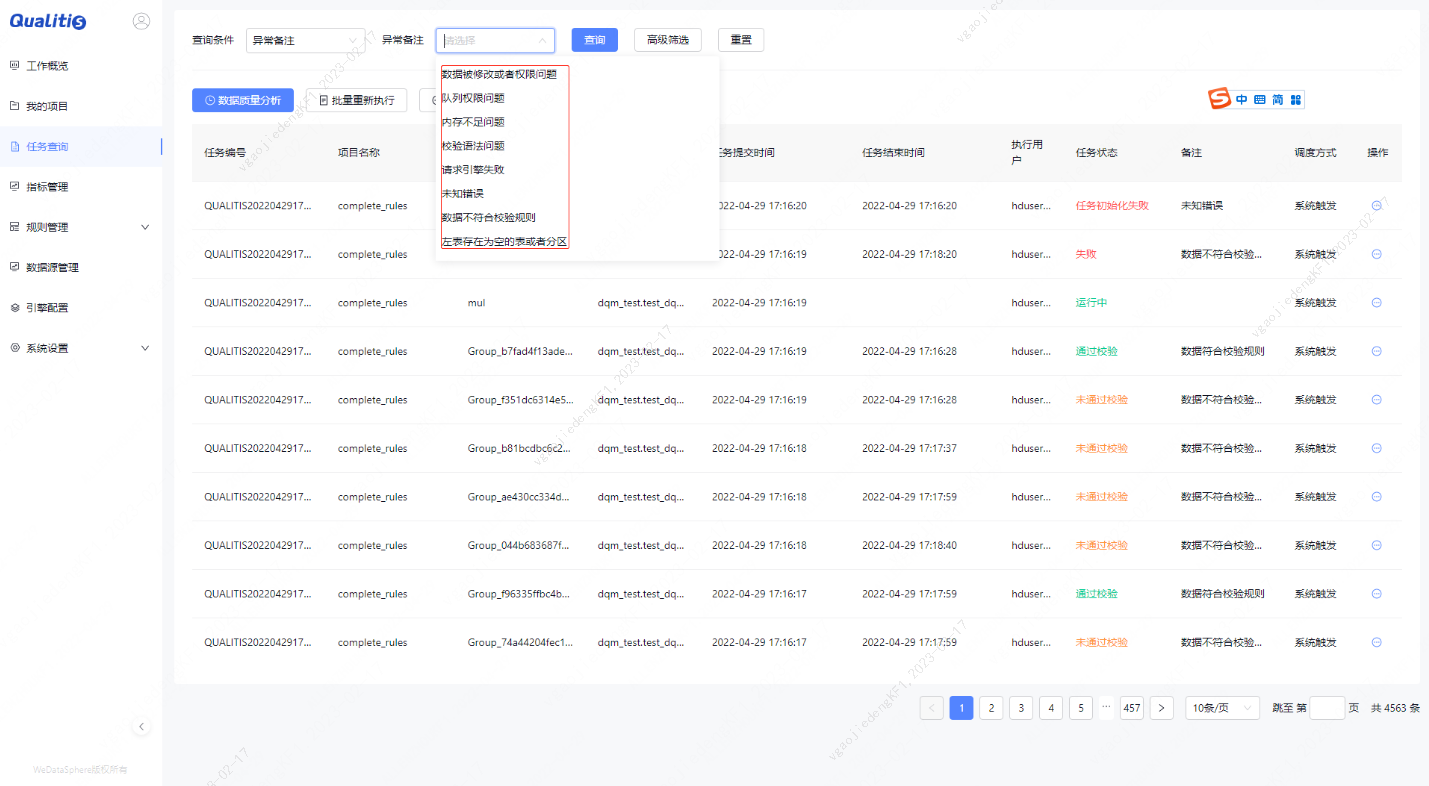 Qualitis
工作概览
我的项目
任务查询
指标管理
规则管理
数据源管理
引擎配置
系统设置
WeDataSphere版权所有
查询条件 异常备注 异常备注 请选择 查询 高级筛选 重置
数据被修改或者权限问题
队列权限问题
内存不足问题
校验语法问题
请求引擎失败
未知错误
数据不符合校验规则
左表存在为空的表或者分区
数据质量分析 批量重新执行
中 简
任务编号 项目名称 任务提交时间 任务结束时间 执行用户 任务状态 备注 调度方式 操作
QUALITIS2022042917... complete_rules 2022-04-29 17:16:20 2022-04-29 17:16:20 hduser... 任务初始化失败 未知错误 系统触发
QUALITIS2022042917... complete_rules 2022-04-29 17:16:19 2022-04-29 17:18:20 hduser... 失败 数据不符合校验... 系统触发
QUALITIS2022042917... complete_rules mul dqm_test.test_dq... 2022-04-29 17:16:19 hduser... 运行中 系统触发
QUALITIS2022042917... complete_rules Group_b7fad4f13ade... dqm_test.test_dq... 2022-04-29 17:16:19 2022-04-29 17:16:28 hduser... 通过校验 数据符合校验规则 系统触发
QUALITIS2022042917... complete_rules Group_f351dc6314e5... dqm_test.test_dq... 2022-04-29 17:16:19 2022-04-29 17:16:28 hduser... 未通过校验 数据不符合校验... 系统触发
QUALITIS2022042917... complete_rules Group_b81bcdbc6c2... dqm_test.test_dq... 2022-04-29 17:16:18 2022-04-29 17:17:37 hduser... 未通过校验 数据不符合校验... 系统触发
QUALITIS2022042917... complete_rules Group_ae430cc334d... dqm_test.test_dq... 2022-04-29 17:16:18 2022-04-29 17:17:59 hduser... 未通过校验 数据不符合校验... 系统触发
QUALITIS2022042917... complete_rules Group_044b683687f... dqm_test.test_dq... 2022-04-29 17:16:18 2022-04-29 17:18:40 hduser... 未通过校验 数据不符合校验... 系统触发
QUALITIS2022042917... complete_rules Group_f96335ffbc4b... dqm_test.test_dq... 2022-04-29 17:16:17 2022-04-29 17:17:59 hduser... 通过校验 数据符合校验规则 系统触发
QUALITIS2022042917... complete_rules Group_74a44204fec1... dqm_test.test_dq... 2022-04-29 17:16:17 2022-04-29 17:17:59 hduser... 未通过校验 数据不符合校验... 系统触发
< 1 2 3 4 5 ... 457 > 10条/页 跳至 第 页 共 4563 条
vgaojiedengKF1,2023-02-17